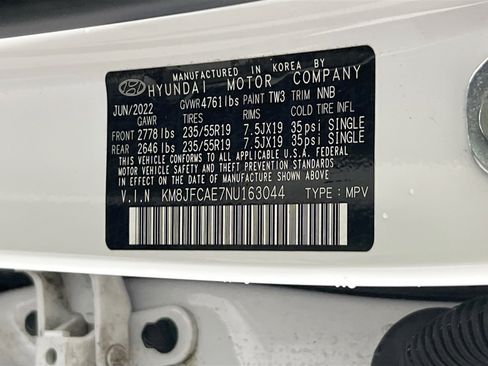 MANUFACTURED IN KOREA BY
HYUNDAI MOTOR COMPANY
JUN/2022 GVWR 4761lbs PAINT TW3 TRIM NNB
GAWR TIRES RIMS COLD TIRE INFL
FRONT 2778 lbs 235/55R19 7.5JX19 35psi SINGLE
REAR 2646 lbs 235/55R19 7.5JX19 35psi SINGLE
THIS VEHICLE CONFORMS TO ALL APPLICABLE U.S.A. FEDERAL
MOTOR VEHICLE SAFETY AND THEFT PREVENTION STANDARDS
IN EFFECT ON THE DATE OF MANUFACTURE SHOWN ABOVE.
V.I.N KM8JFCAE7NU163044 TYPE : MPV